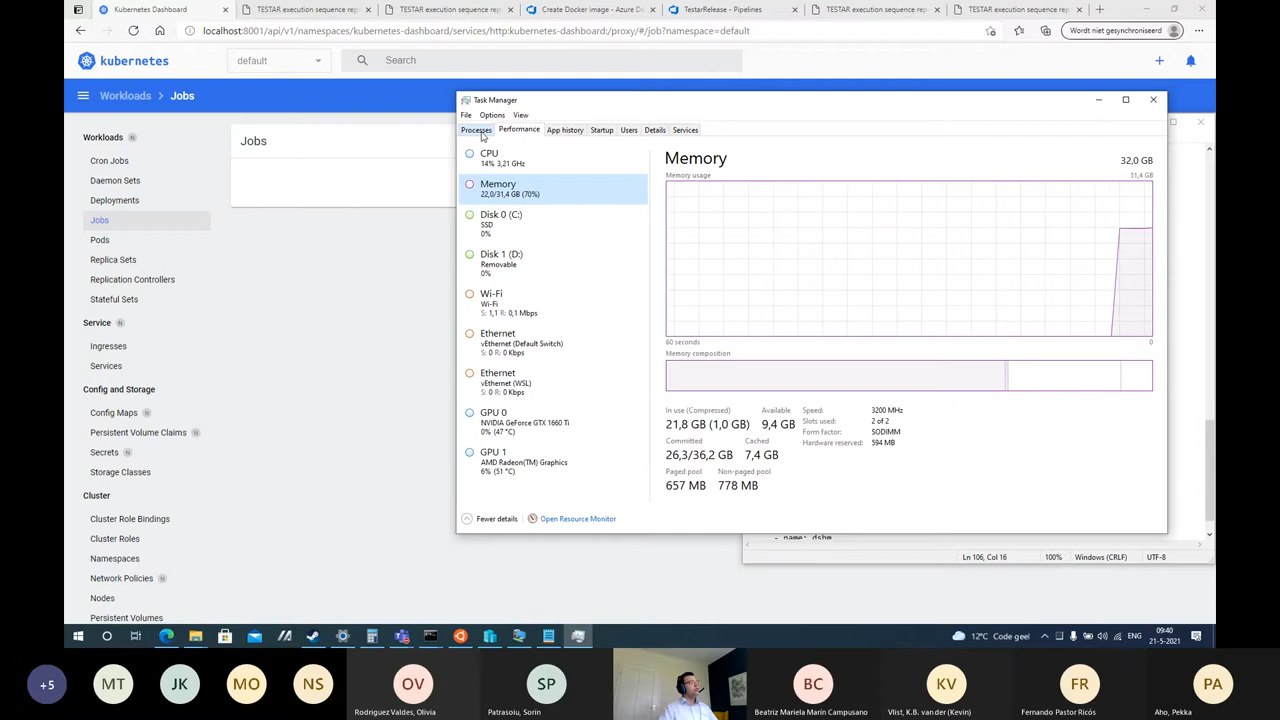 Kubernetes Dashboard
TESTAR execution sequence rep
TESTAR execution sequence rep
Create Docker image - Azure De
TestarRelease - Pipelines
TESTAR execution sequence rep
TESTAR execution sequence rep
localhost:8001/api/v1/namespaces/kubernetes-dashboard/services/http:kubernetes-dashboard:/proxy/#/job?namespace=default
Wordt niet gesynchroniseerd
kubernetes
default
Search
Workloads > Jobs
Workloads N
Cron Jobs
Daemon Sets
Deployments
Jobs
Pods
Replica Sets
Replication Controllers
Stateful Sets
Service N
Ingresses
Services
Config and Storage
Config Maps N
Persistent Volume Claims N
Secrets N
Storage Classes
Cluster
Cluster Role Bindings
Cluster Roles
Namespaces
Network Policies N
Nodes
Persistent Volumes
Jobs
Task Manager
File Options View
Processes Performance App history Startup Users Details Services
CPU
14% 3,21 GHz
Memory
22,0/31,4 GB (70%)
Disk 0 (C:)
SSD
0%
Disk 1 (D:)
Removable
0%
Wi-Fi
Wi-Fi
S: 1,1 R: 0,1 Mbps
Ethernet
vEthernet (Default Switch)
S: 0 R: 0 Kbps
Ethernet
vEthernet (WSL)
S: 0 R: 0 Kbps
GPU 0
NVIDIA GeForce GTX 1660 Ti
0% (47 °C)
GPU 1
AMD Radeon(TM) Graphics
6% (51 °C)
Memory 32,0 GB
Memory usage 31,4 GB
60 seconds 0
Memory composition
In use (Compressed) Available
21,8 GB (1,0 GB) 9,4 GB
Committed Cached
26,3/36,2 GB 7,4 GB
Paged pool Non-paged pool
657 MB 778 MB
Speed: 3200 MHz
Slots used: 2 of 2
Form factor: SODIMM
Hardware reserved: 594 MB
Fewer details Open Resource Monitor
- name: dshm
Ln 106, Col 16 100% Windows (CRLF) UTF-8
12°C Code geel
ENG
09:40
21-5-2021
+5
MT
JK
MO
NS
OV
Rodriguez Valdes, Olivia
SP
Patrasoiu, Sorin
BC
Beatriz Mariela Marin Campusano
KV
Vlist, K.B. van der (Kevin)
FR
Fernando Pastor Ricós
PA
Aho, Pekka